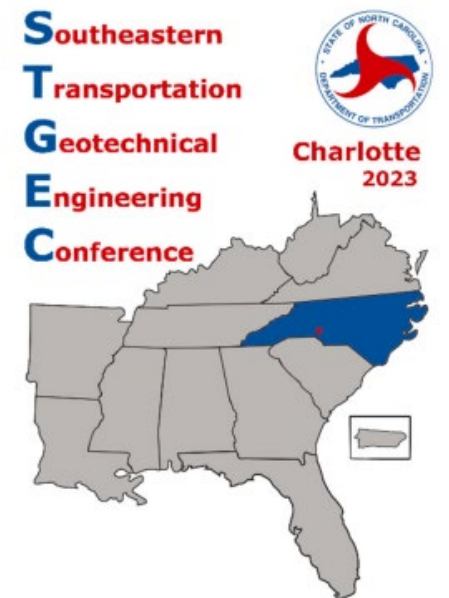 Southeastern
Transportation
Geotechnical
Engineering
Conference
STATE OF NORTH CAROLINA
DEPARTMENT OF TRANSPORTATION
Charlotte
2023